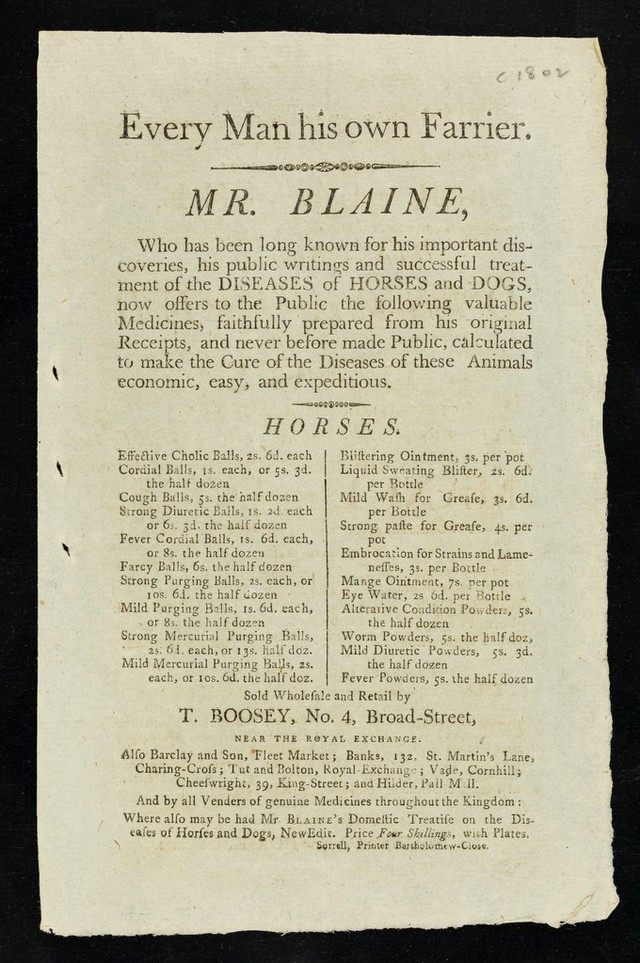 c 1802
Every Man his own Farrier.
MR. BLAINE,
Who has been long known for his important dis-
coveries, his public writings and successful treat-
ment of the DISEASES of HORSES and DOGS,
now offers to the Public the following valuable
Medicines, faithfully prepared from his original
Receipts, and never before made Public, calculated
to make the Cure of the Diseases of these Animals
economic, easy, and expeditious.
HORSES.
Effective Cholic Balls, 2s. 6d. each
Cordial Balls, 1s. each, or 5s. 3d.
the half dozen
Cough Balls, 5s. the half dozen
Strong Diuretic Balls, 1s. 2d. each
or 6s. 3d. the half dozen
Fever Cordial Balls, 1s. 6d. each,
or 8s. the half dozen
Farcy Balls, 6s. the half dozen
Strong Purging Balls, 2s. each, or
10s. 6d. the half dozen
Mild Purging Balls, 1s. 6d. each,
or 8s. the half dozen
Strong Mercurial Purging Balls,
2s. 6d. each, or 13s. half doz.
Mild Mercurial Purging Balls, 2s.
each, or 10s. 6d. the half doz.
Bliſtering Ointment, 3s. per pot
Liquid Sweating Bliſter, 2s. 6d.
per Bottle
Mild Waſh for Greaſe, 3s. 6d.
per Bottle
Strong paſte for Greaſe, 4s. per
pot
Embrocation for Strains and Lame-
neſſes, 3s. per Bottle
Mange Ointment, 7s. per pot
Eye Water, 2s 6d. per Bottle
Alterative Condition Powders, 5s.
the half dozen
Worm Powders, 5s. the half doz,
Mild Diuretic Powders, 5s. 3d.
the half dozen
Fever Powders, 5s. the half dozen
Sold Wholeſale and Retail by
T. BOOSEY, No. 4, Broad-Street,
NEAR THE ROYAL EXCHANGE.
Alſo Barclay and Son, Fleet Market; Banks, 132, St. Martin's Lane,
Charing-Croſs; Tut and Bolton, Royal-Exchange; Vade, Cornhill;
Cheeſwright, 39, King-Street; and Hilder, Pall Mall.
And by all Venders of genuine Medicines throughout the Kingdom:
Where alſo may be had Mr BLAINE's Domeſtic Treatiſe on the Diſ-
eaſes of Horſes and Dogs, New Edit. Price Four Shillings, with Plates.
Sorrell, Printer Bartholomew-Cloſe.